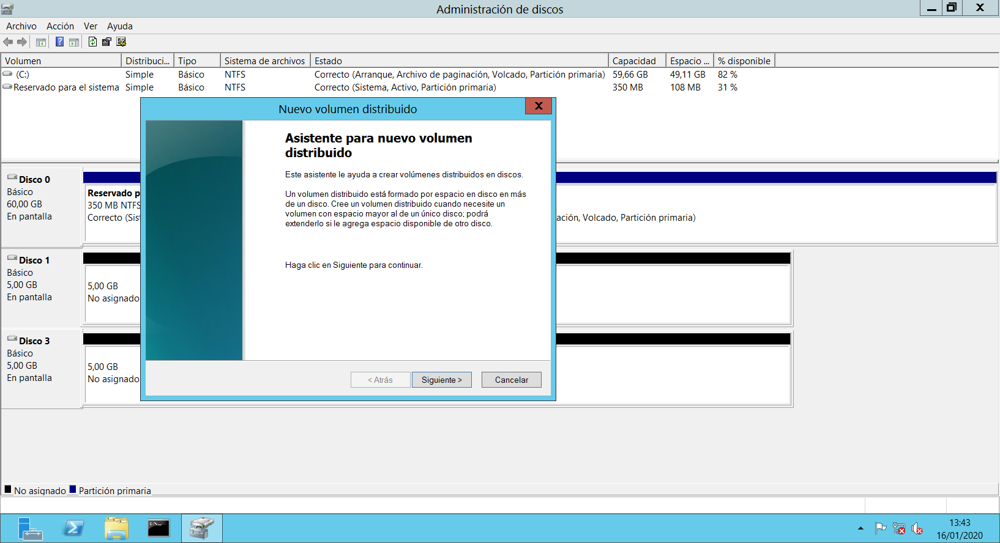 Administración de discos
Archivo Acción Ver Ayuda
Volumen Distribuci... Tipo Sistema de archivos Estado Capacidad Espacio ... % disponible
(C:) Simple Básico NTFS Correcto (Arranque, Archivo de paginación, Volcado, Partición primaria) 59,66 GB 49,11 GB 82 %
Reservado para el sistema Simple Básico NTFS Correcto (Sistema, Activo, Partición primaria) 350 MB 108 MB 31 %
Nuevo volumen distribuido
Asistente para nuevo volumen
distribuido
Este asistente le ayuda a crear volúmenes distribuidos en discos.
Un volumen distribuido está formado por espacio en disco en más
de un disco. Cree un volumen distribuido cuando necesite un
volumen con espacio mayor al de un único disco; podrá
extenderlo si le agrega espacio disponible de otro disco.
Haga clic en Siguiente para continuar.
< Atrás Siguiente > Cancelar
Disco 0
Básico
60,00 GB
En pantalla
Reservado p
350 MB NTFS
Correcto (Sist
ación, Volcado, Partición primaria)
Disco 1
Básico
5,00 GB
En pantalla
5,00 GB
No asignado
Disco 3
Básico
5,00 GB
En pantalla
5,00 GB
No asignado
No asignado Partición primaria
13:43
16/01/2020